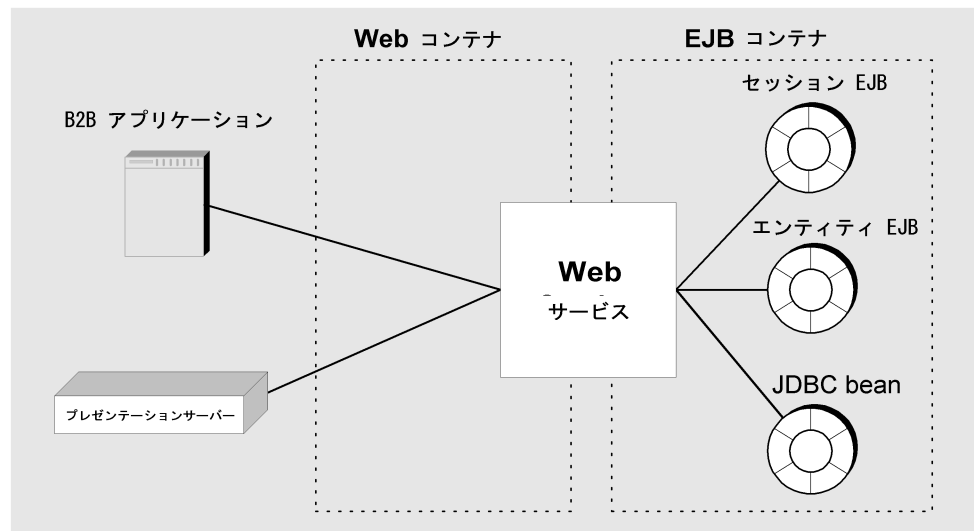 Web コンテナ
EJB コンテナ
セッション EJB
B2B アプリケーション
エンティティ EJB
Web
サービス
JDBC bean
プレゼンテーションサーバー